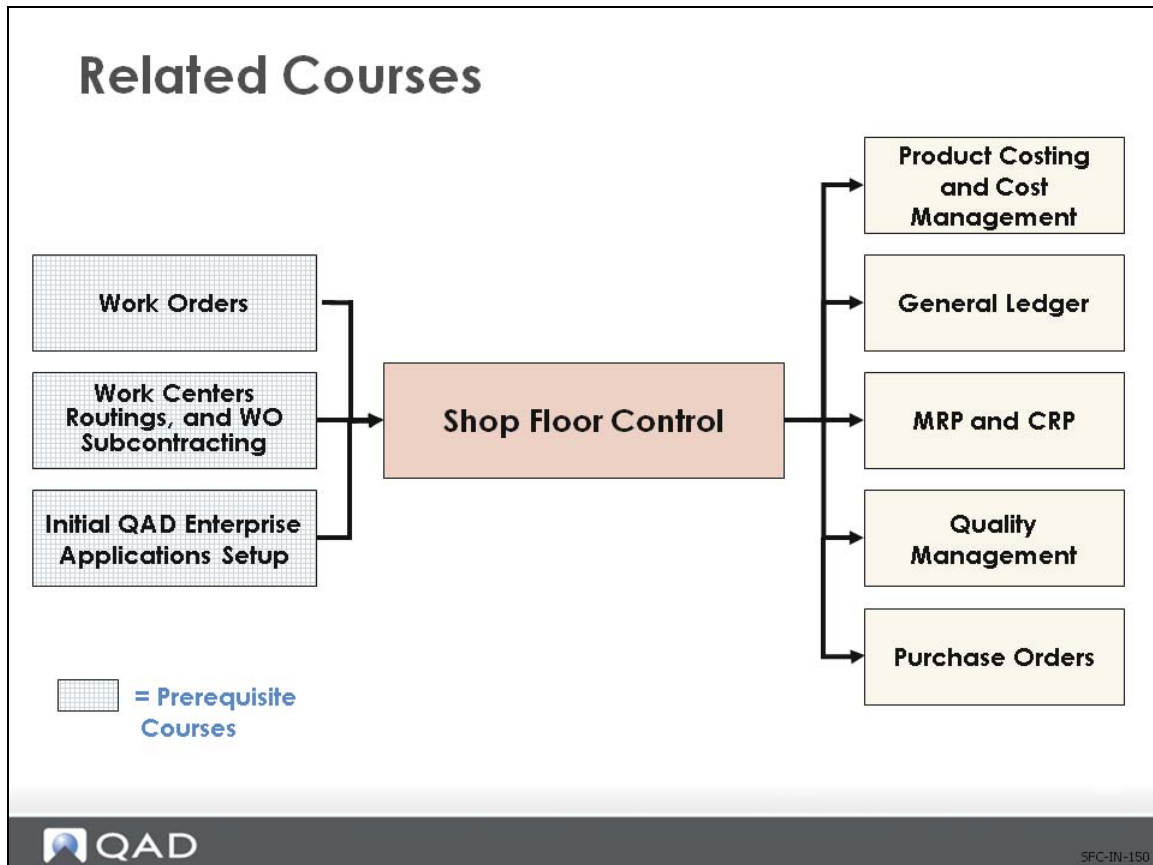 Related Courses
Work Orders
Work Centers
Routings, and WO
Subcontracting
Initial QAD Enterprise
Applications Setup
Shop Floor Control
Product Costing
and Cost
Management
General Ledger
MRP and CRP
Quality
Management
Purchase Orders
= Prerequisite
Courses
QAD
SFC-IN-150